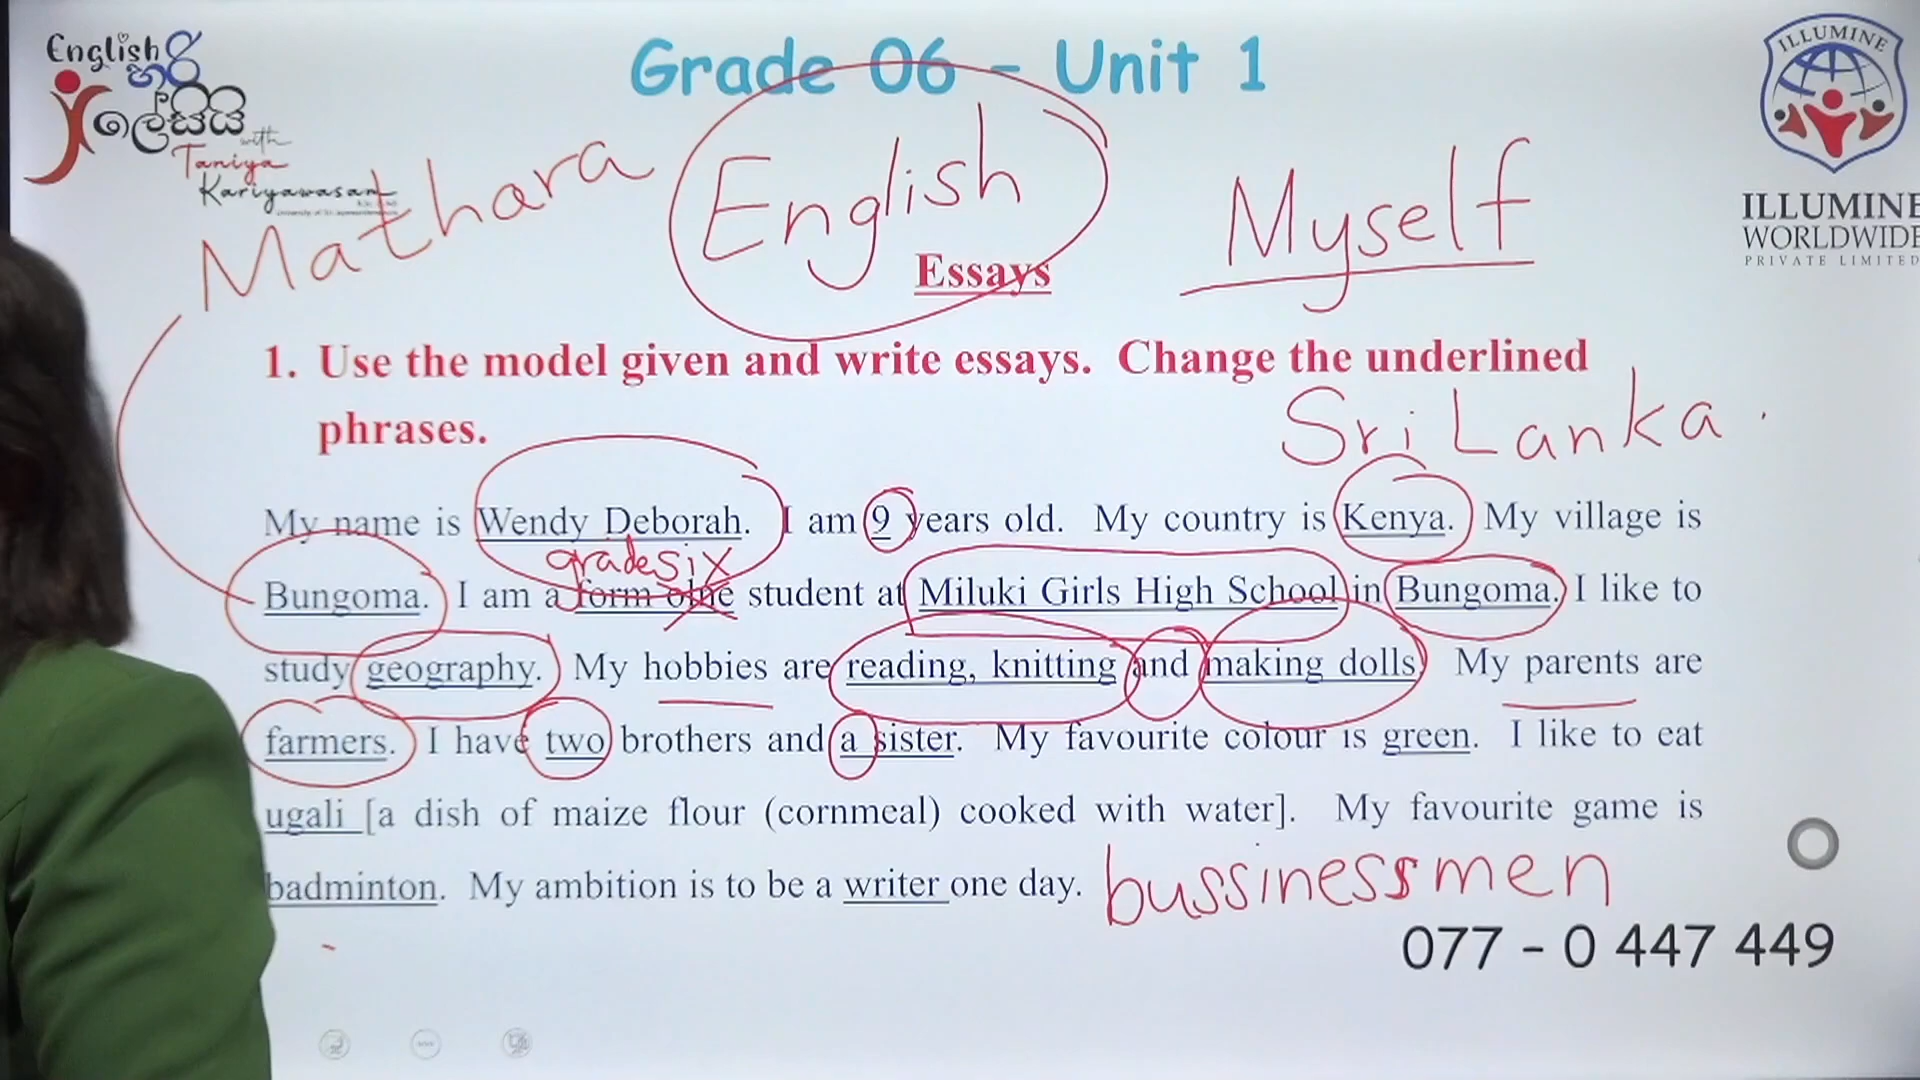 English හරි
ලේසියි
with
Taniya
Kariyawasam
Grade 06 - Unit 1
ILLUMINE
ILLUMINE
WORLDWIDE
PRIVATE LIMITED
Mathara
English
Myself
Essays
1. Use the model given and write essays. Change the underlined
phrases.
Sri Lanka
My name is Wendy Deborah. I am 9 years old. My country is Kenya. My village is
grade six
Bungoma. I am a form one student at Miluki Girls High School in Bungoma. I like to
study geography. My hobbies are reading, knitting and making dolls. My parents are
farmers. I have two brothers and a sister. My favourite colour is green. I like to eat
ugali [a dish of maize flour (cornmeal) cooked with water]. My favourite game is
badminton. My ambition is to be a writer one day.
bussinessmen
077 - 0 447 449